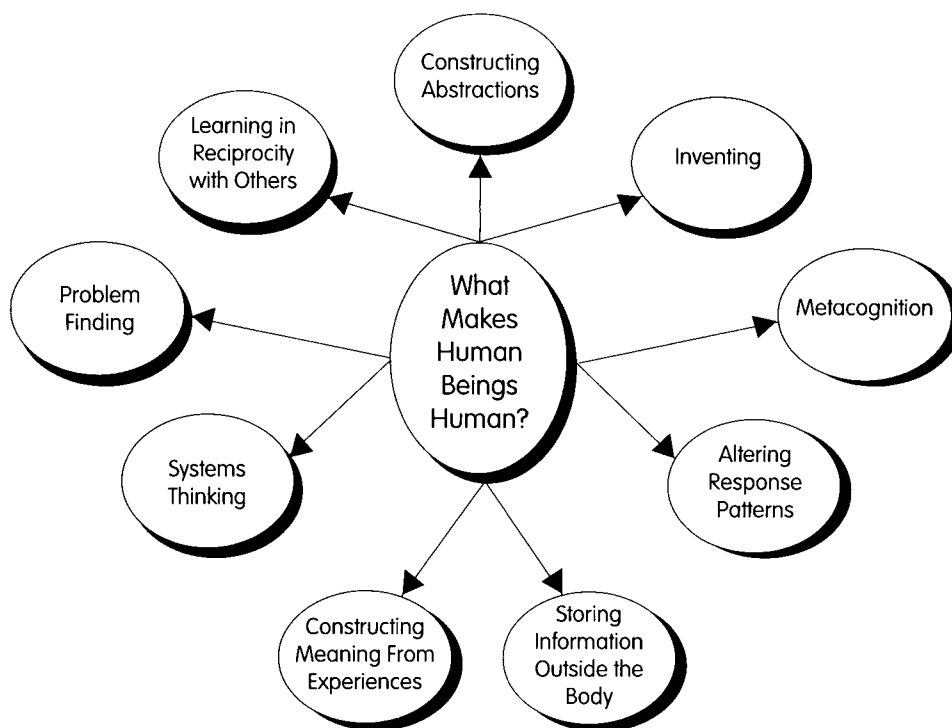 Constructing
Abstractions
Learning in
Reciprocity
with Others
Inventing
What
Makes
Human
Beings
Human?
Problem
Finding
Metacognition
Systems
Thinking
Altering
Response
Patterns
Constructing
Meaning From
Experiences
Storing
Information
Outside the
Body